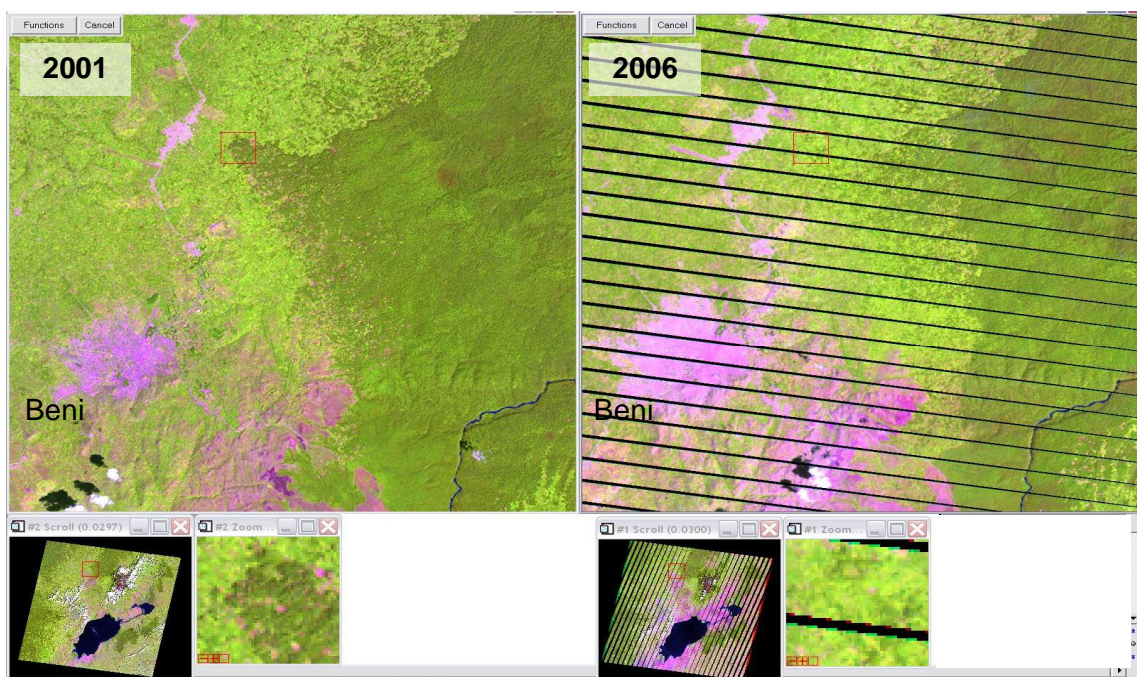 Functions Cancel
2001
Beni
Functions Cancel
2006
Beni
#2 Scroll (0.0297)
#2 Zoom...
#1 Scroll (0.0300)
#1 Zoom...